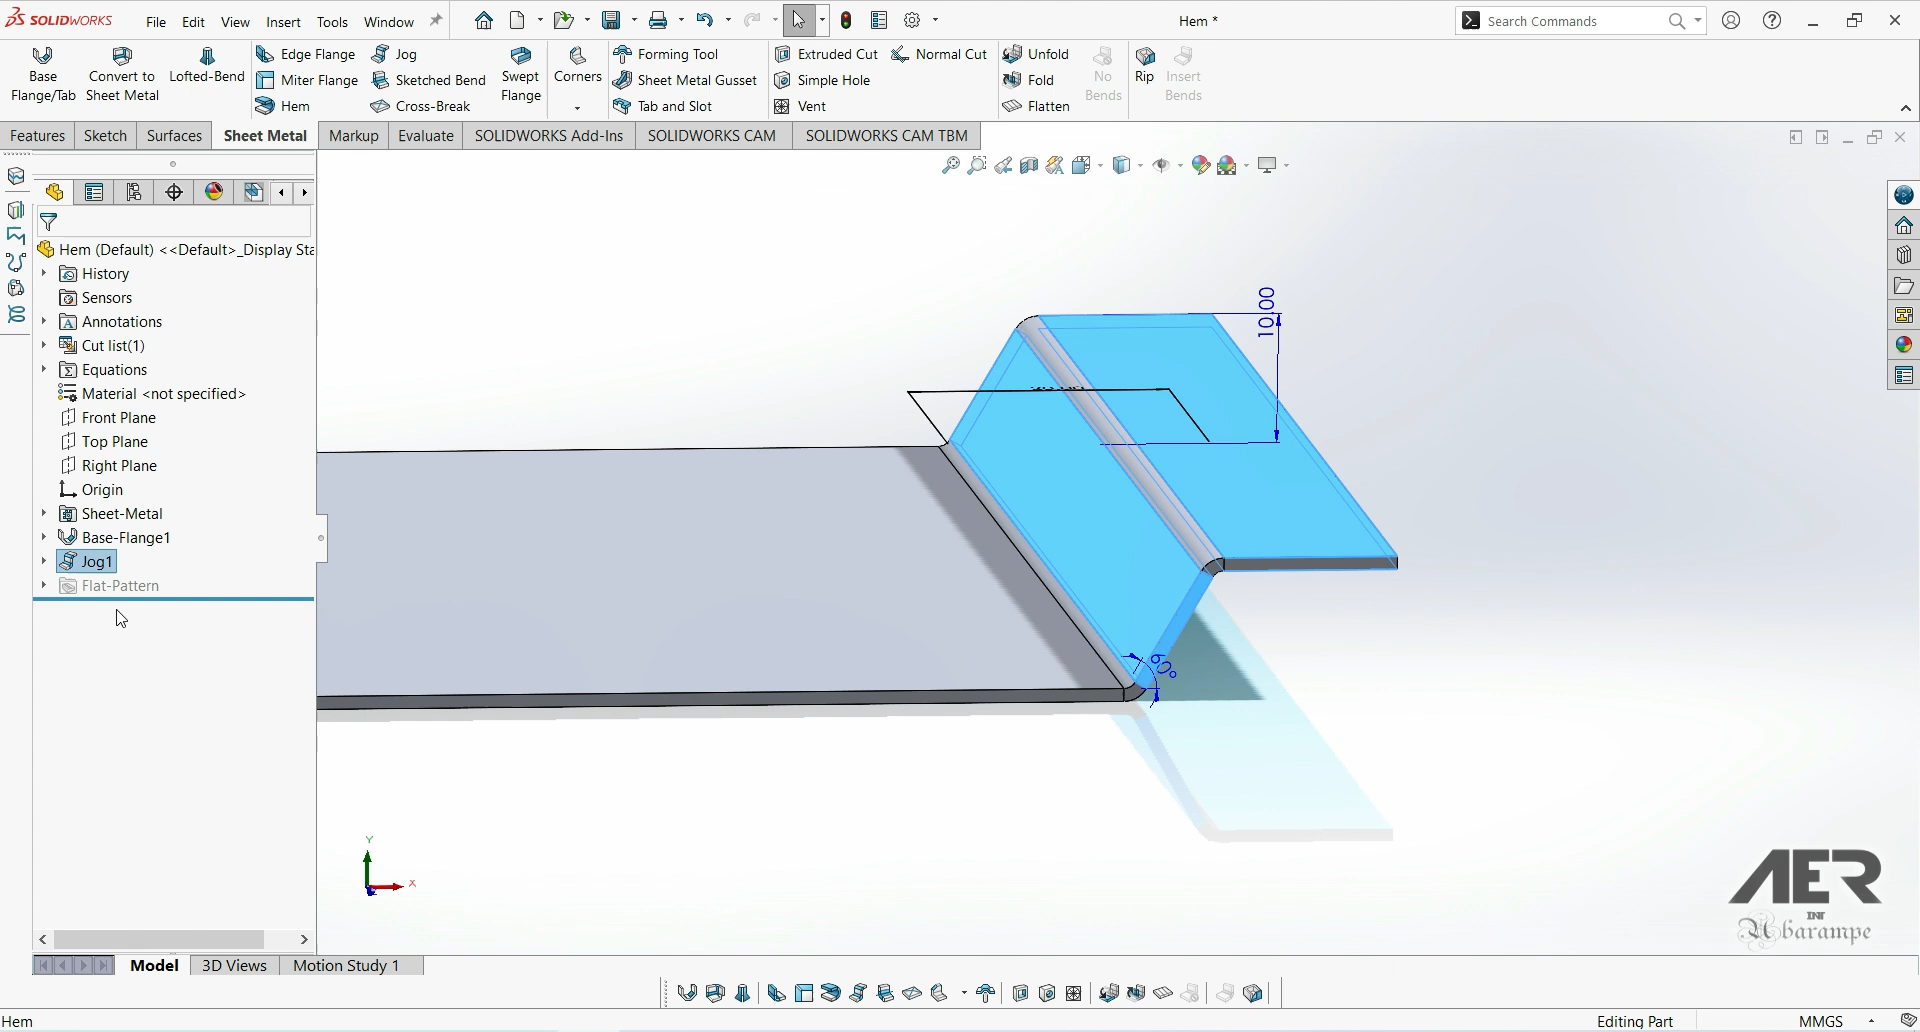 SOLIDWORKS File Edit View Insert Tools Window Hem * Search Commands
Base Flange/Tab
Convert to Sheet Metal
Lofted-Bend
Edge Flange
Miter Flange
Hem
Jog
Sketched Bend
Cross-Break
Swept Flange
Corners
Forming Tool
Sheet Metal Gusset
Tab and Slot
Extruded Cut
Simple Hole
Vent
Normal Cut
Unfold
Fold
Flatten
No Bends
Rip
Insert Bends
Features Sketch Surfaces Sheet Metal Markup Evaluate SOLIDWORKS Add-Ins SOLIDWORKS CAM SOLIDWORKS CAM TBM
Hem (Default) <<Default>_Display Sta
History
Sensors
Annotations
Cut list(1)
Equations
Material <not specified>
Front Plane
Top Plane
Right Plane
Origin
Sheet-Metal
Base-Flange1
Jog1
Flat-Pattern
10,00
60°
Y
X
AER
INT
Abarampe
Model 3D Views Motion Study 1
Hem Editing Part MMGS